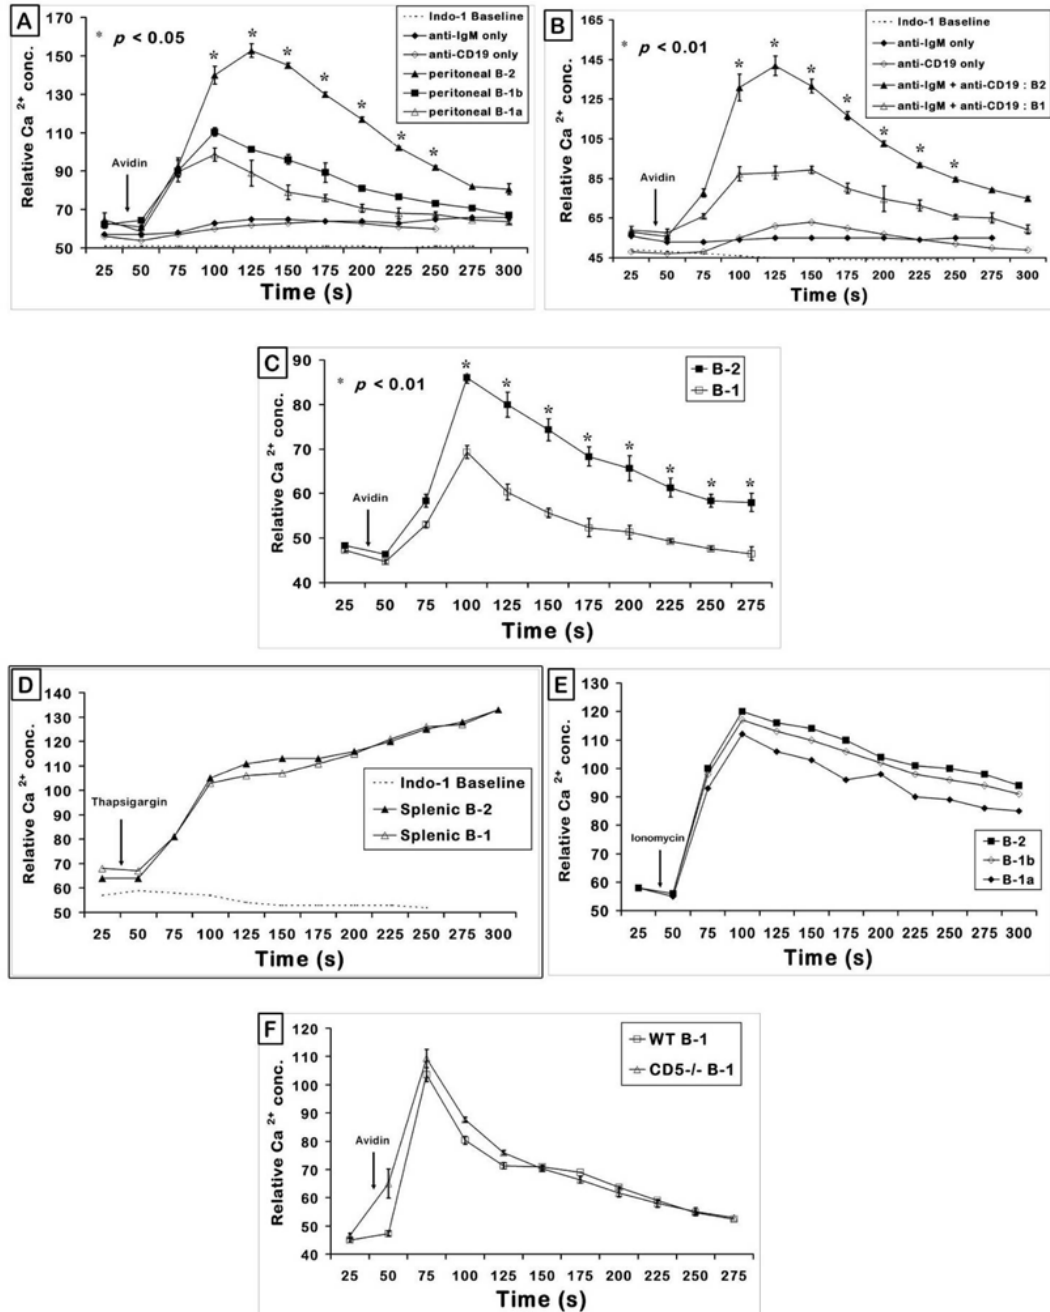 A
* p < 0.05
Indo-1 Baseline
anti-IgM only
anti-CD19 only
peritoneal B-2
peritoneal B-1b
peritoneal B-1a
Relative Ca 2+ conc.
170
150
130
110
90
70
50
Avidin
* * * * * * *
25 50 75 100 125 150 175 200 225 250 275 300
Time (s)
B
* p < 0.01
Indo-1 Baseline
anti-IgM only
anti-CD19 only
anti-IgM + anti-CD19 : B2
anti-IgM + anti-CD19 : B1
Relative Ca 2+ conc.
165
145
125
105
85
65
45
Avidin
* * * * * * *
25 50 75 100 125 150 175 200 225 250 275 300
Time (s)
C
* p < 0.01
B-2
B-1
Relative Ca 2+ conc.
90
80
70
60
50
40
Avidin
* * * * * * * *
25 50 75 100 125 150 175 200 225 250 275
Time (s)
D
Relative Ca 2+ conc.
140
130
120
110
100
90
80
70
60
50
Thapsigargin
Indo-1 Baseline
Splenic B-2
Splenic B-1
25 50 75 100 125 150 175 200 225 250 275 300
Time (s)
E
Relative Ca 2+ conc.
130
120
110
100
90
80
70
60
50
Ionomycin
B-2
B-1b
B-1a
25 50 75 100 125 150 175 200 225 250 275 300
Time (s)
F
WT B-1
CD5-/- B-1
Relative Ca 2+ conc.
120
110
100
90
80
70
60
50
40
Avidin
25 50 75 100 125 150 175 200 225 250 275
Time (s)